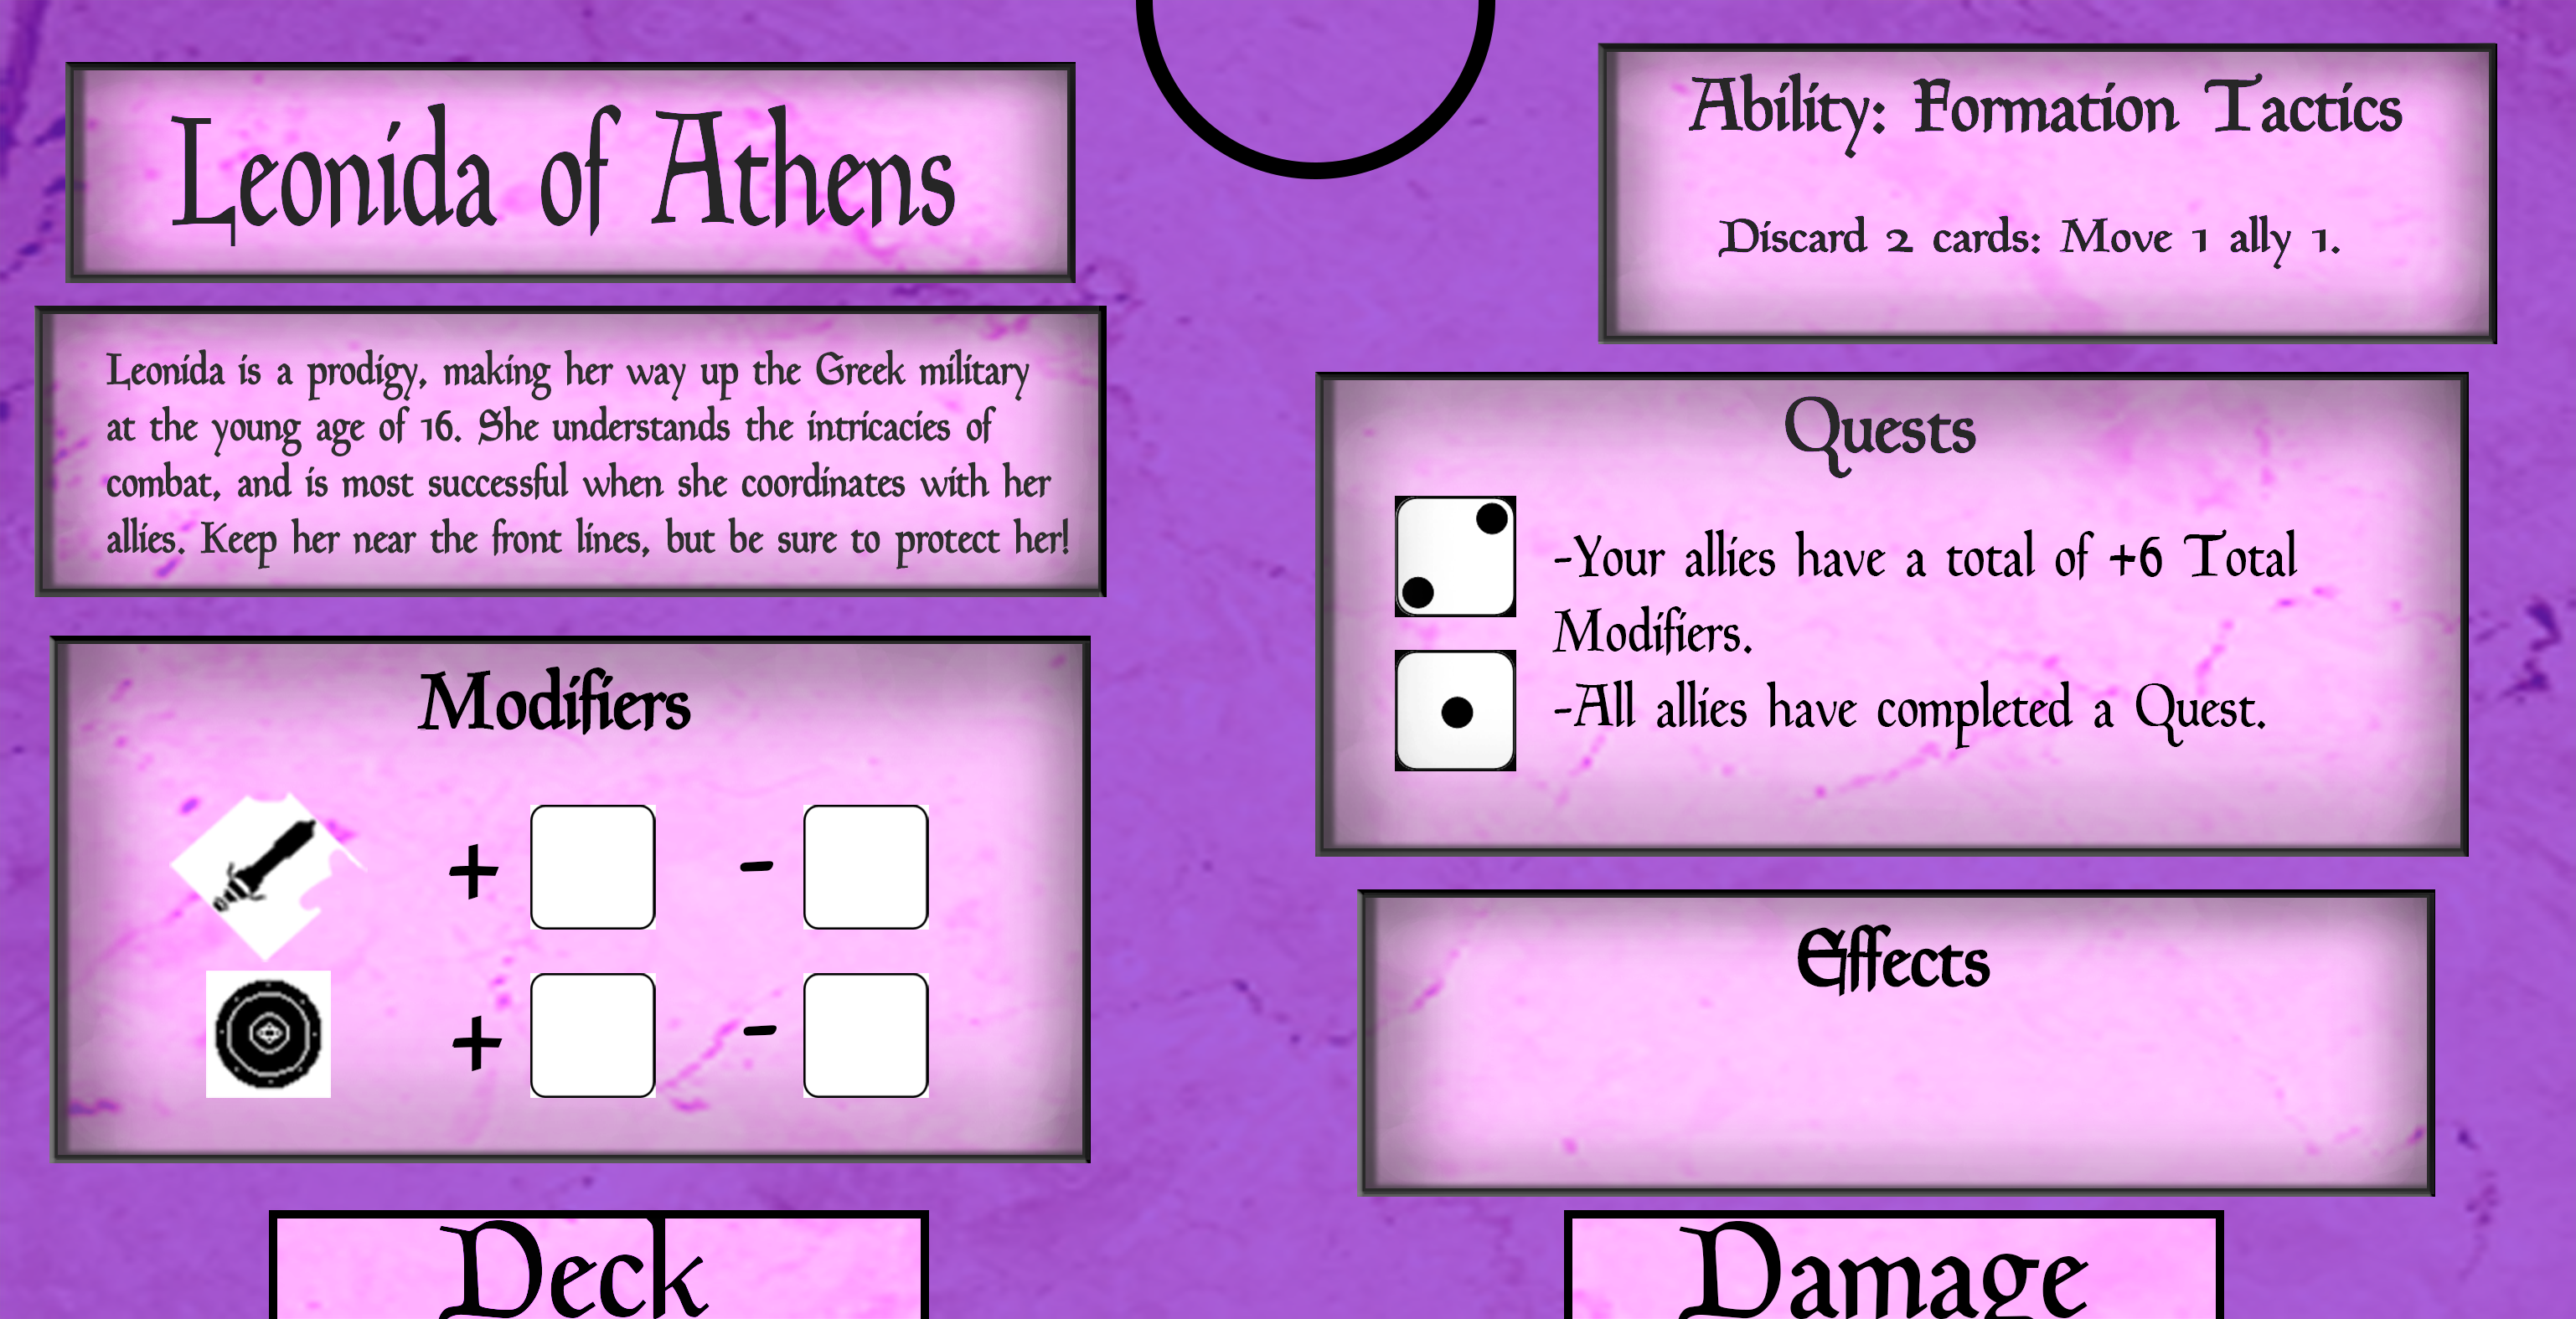 Leonida of Athens
Leonida is a prodigy, making her way up the Greek military
at the young age of 16. She understands the intricacies of
combat, and is most successful when she coordinates with her
allies. Keep her near the front lines, but be sure to protect her!
Modifiers
+ -
+ -
Deck
Ability: Formation Tactics
Discard 2 cards: Move 1 ally 1.
Quests
-Your allies have a total of +6 Total
Modifiers.
-All allies have completed a Quest.
Effects
Damage